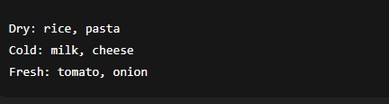 Dry: rice, pasta
Cold: milk, cheese
Fresh: tomato, onion